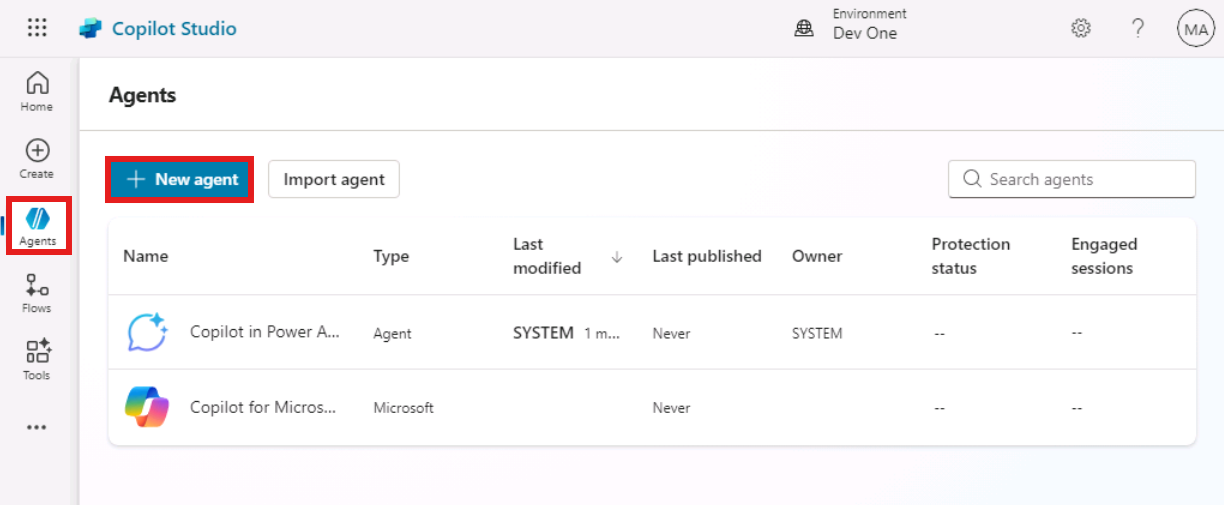 Copilot Studio
Environment
Dev One
?
MA
Home
Create
Agents
Flows
Tools
Agents
New agent
Import agent
Search agents
Name
Type
Last modified
Last published
Owner
Protection status
Engaged sessions
Copilot in Power A...
Agent
SYSTEM 1 m...
Never
SYSTEM
--
--
Copilot for Micros...
Microsoft
Never
--
--